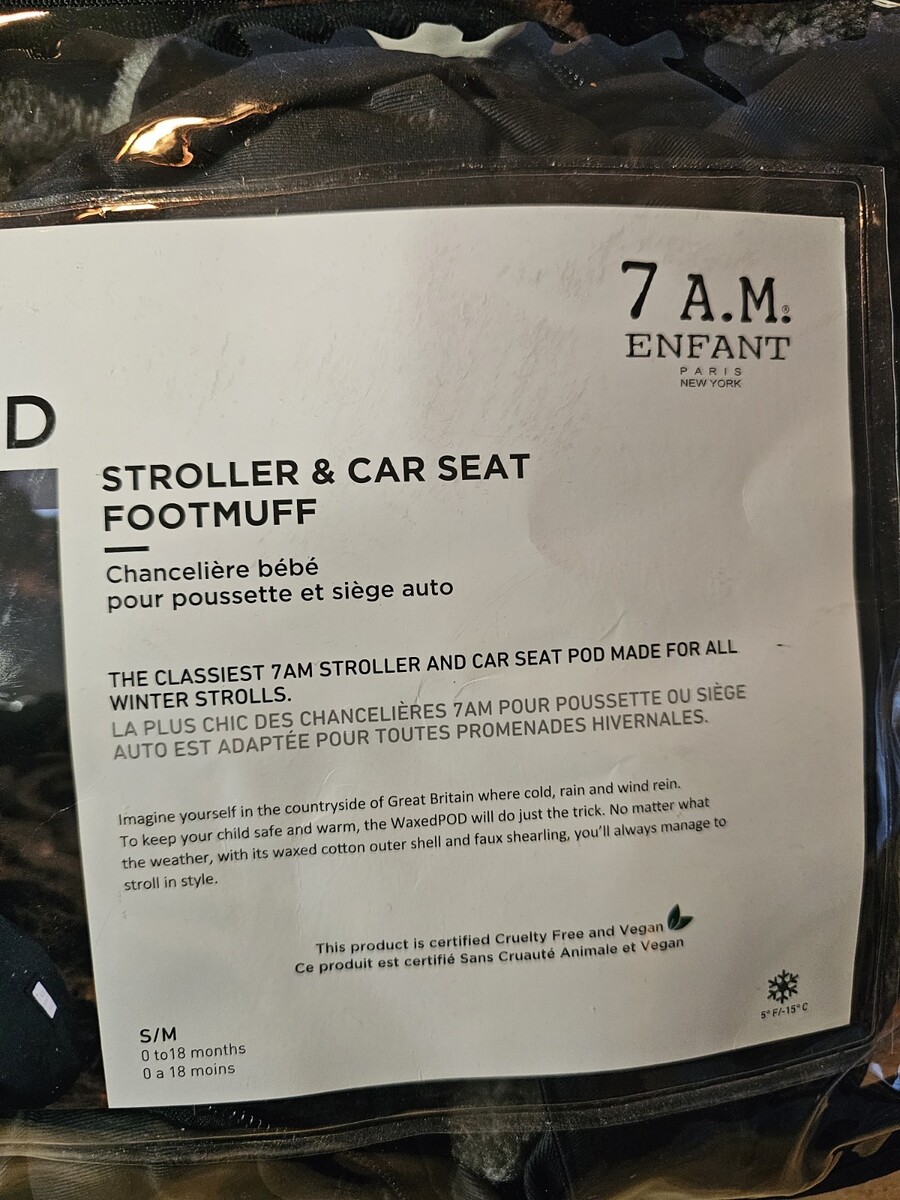 7 A.M.®
ENFANT
PARIS
NEW YORK
D
STROLLER & CAR SEAT
FOOTMUFF
Chancelière bébé
pour poussette et siège auto
THE CLASSIEST 7AM STROLLER AND CAR SEAT POD MADE FOR ALL
WINTER STROLLS.
LA PLUS CHIC DES CHANCELIÈRES 7AM POUR POUSSETTE OU SIÈGE
AUTO EST ADAPTÉE POUR TOUTES PROMENADES HIVERNALES.
Imagine yourself in the countryside of Great Britain where cold, rain and wind rein.
To keep your child safe and warm, the WaxedPOD will do just the trick. No matter what
the weather, with its waxed cotton outer shell and faux shearling, you'll always manage to
stroll in style.
This product is certified Cruelty Free and Vegan
Ce produit est certifié Sans Cruauté Animale et Vegan
5° F/-15° C
S/M
0 to18 months
0 a 18 moins